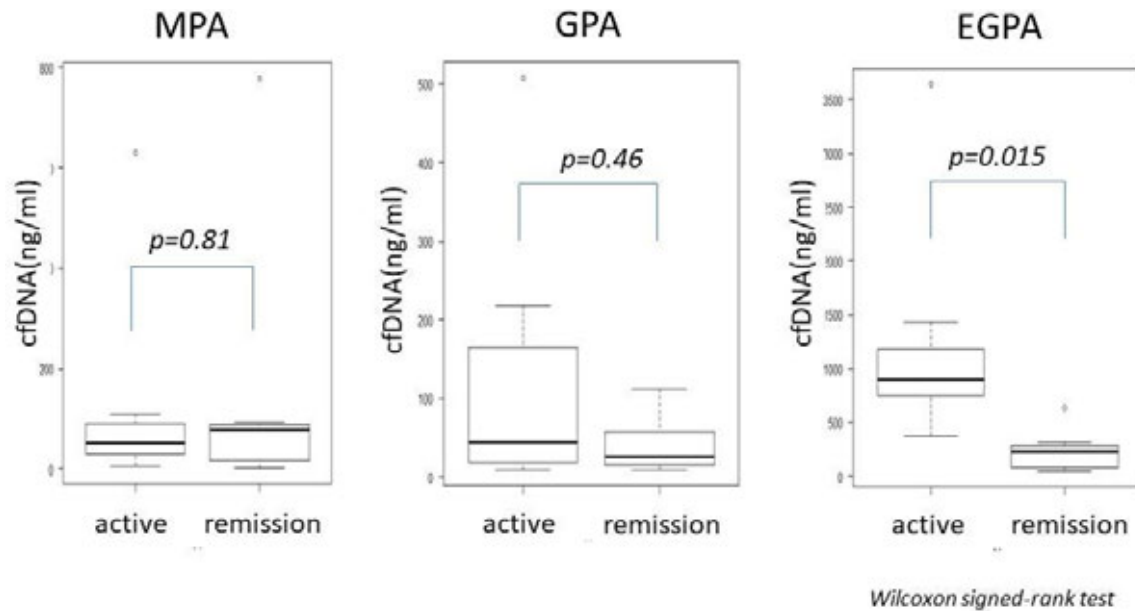 MPA
GPA
EGPA
cfDNA(ng/ml)
800
200
0
p=0.81
active
remission
cfDNA(ng/ml)
500
400
300
200
100
0
p=0.46
active
remission
cfDNA(ng/ml)
1500
1000
500
0
p=0.015
active
remission
Wilcoxon signed-rank test